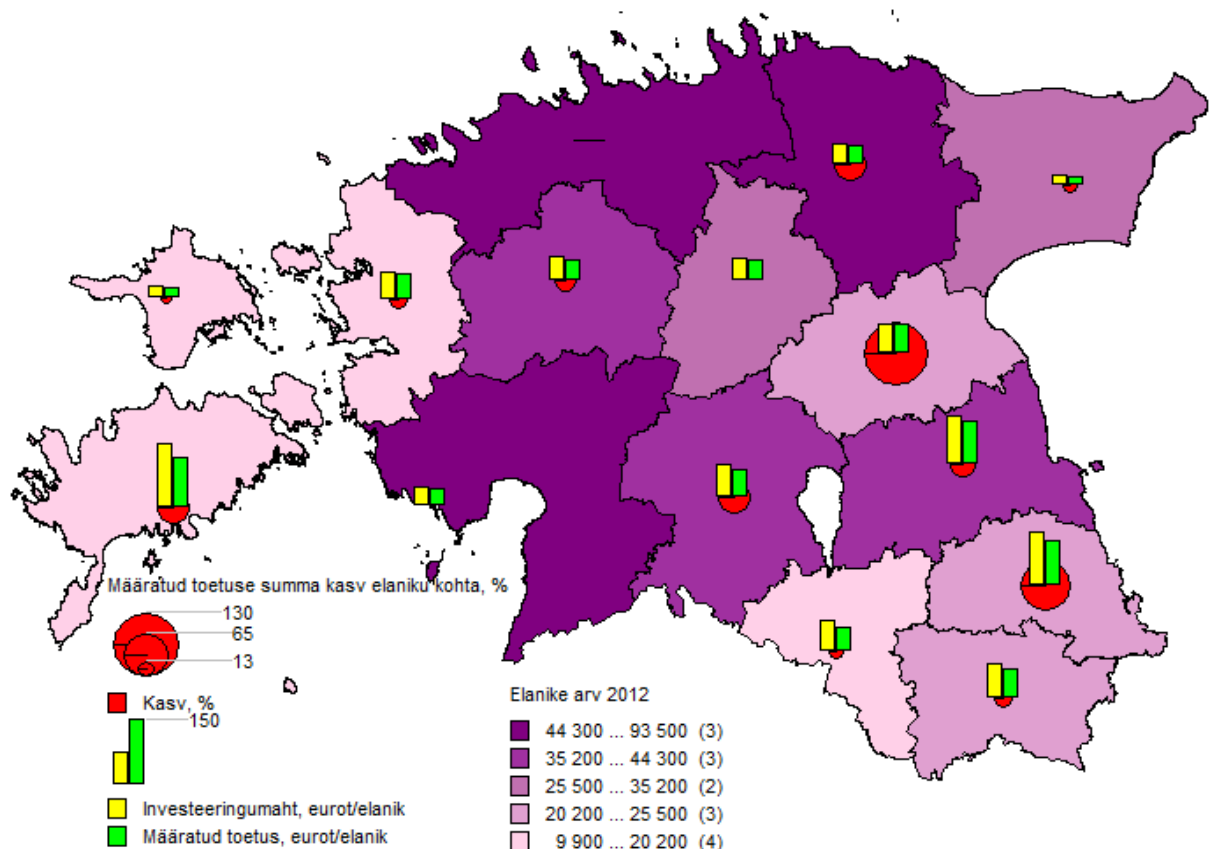 Määratud toetuse summa kasv elaniku kohta, %
130
65
13
Kasv, %
150
Investeeringumaht, eurot/elanik
Määratud toetus, eurot/elanik
Elanike arv 2012
44 300 ... 93 500 (3)
35 200 ... 44 300 (3)
25 500 ... 35 200 (2)
20 200 ... 25 500 (3)
9 900 ... 20 200 (4)